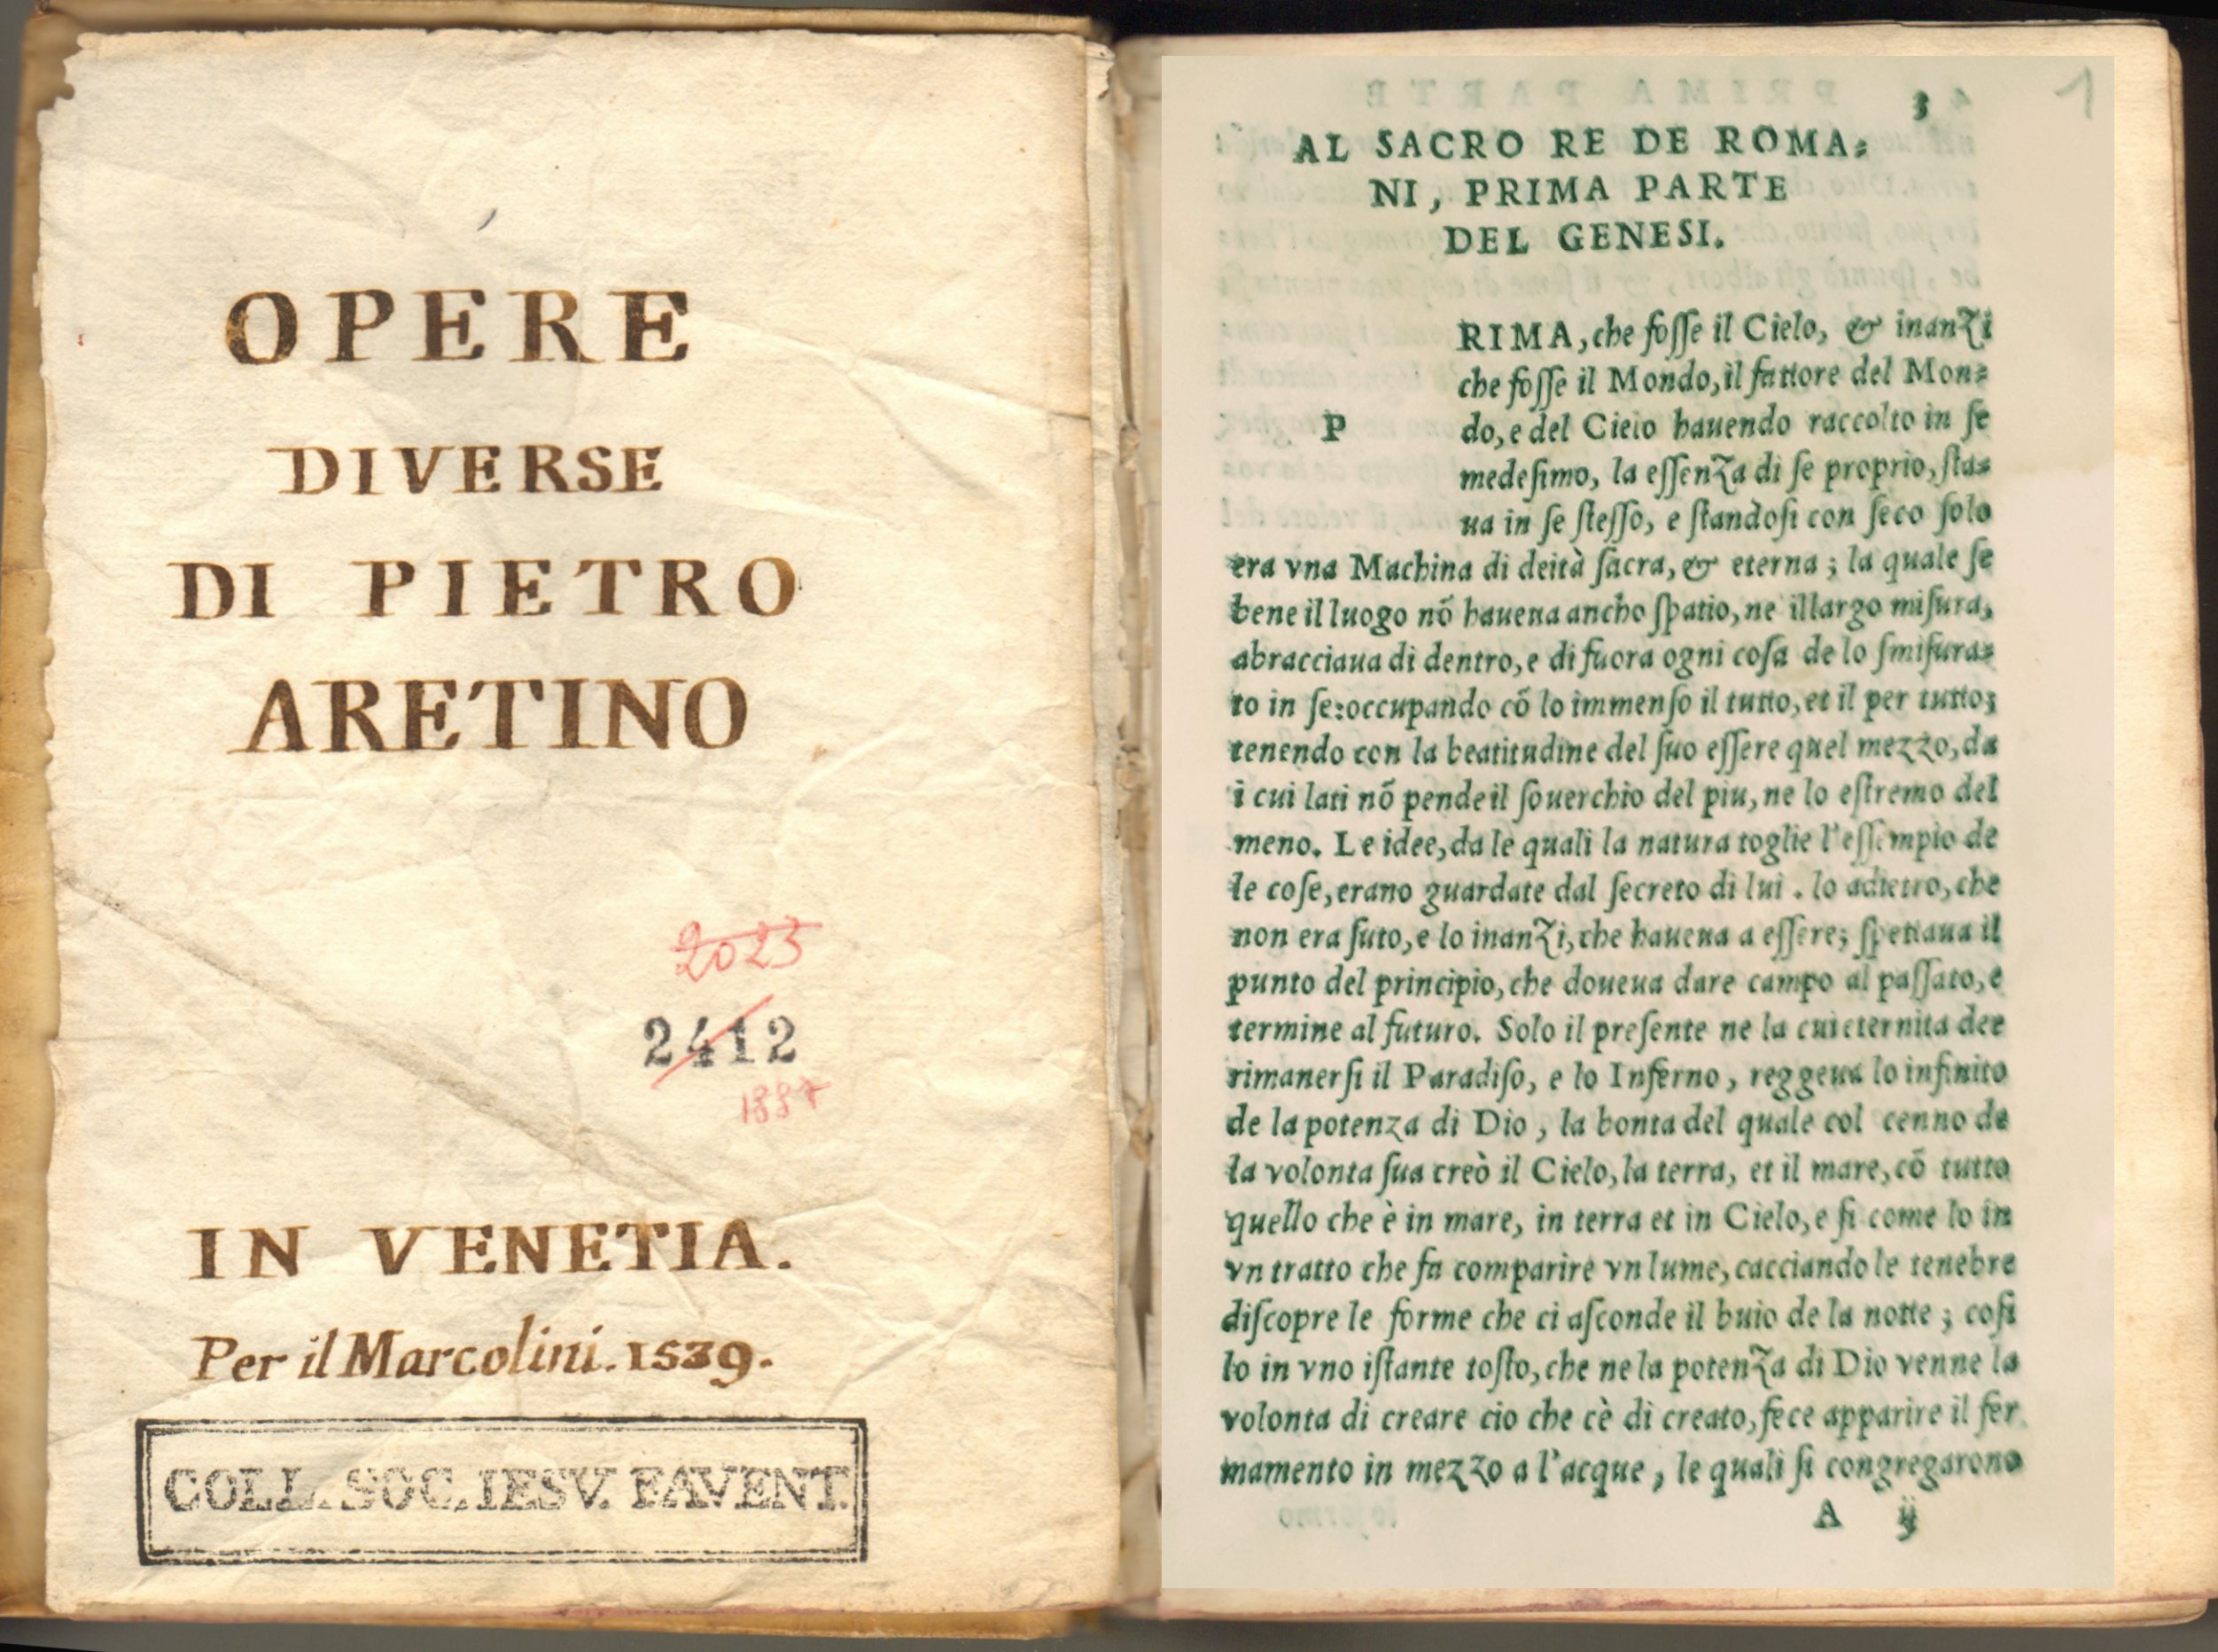 OPERE
DIVERSE
DI PIETRO
ARETINO
2023
2412
1887
IN VENETIA.
Per il Marcolini. 1539.
COLL. SOC. IESV. FAVENT.
3
1
AL SACRO RE DE ROMA⸗
NI, PRIMA PARTE
DEL GENESI.
P
RIMA, che foſſe il Cielo, & inanzi
che foſſe il Mondo, il fattore del Mon⸗
do, e del Cielo hauendo raccolto in ſe
medeſimo, la eſſenza di ſe proprio, ſta⸗
ua in ſe ſteſſo, e ſtandoſi con ſeco ſolo
era vna Machina di deità ſacra, & eterna; la quale ſe
bene il luogo nõ haueua ancho ſpatio, ne il largo miſura,
abracciaua di dentro, e di fuora ogni coſa de lo ſmiſura⸗
to in ſe: occupando cõ lo immenſo il tutto, et il per tutto;
tenendo con la beatitudine del ſuo eſſere quel mezzo, da
i cui lati nõ pende il ſouerchio del piu, ne lo eſtremo del
meno. Le idee, da le quali la natura toglie l'eſſempio de
le coſe, erano guardate dal ſecreto di lui. lo adietro, che
non era ſuto, e lo inanzi, che haueua a eſſere; ſpettaua il
punto del principio, che doueua dare campo al paſſato, e
termine al futuro. Solo il preſente ne la cui eternita dee
rimanerſi il Paradiſo, e lo Inferno, reggeua lo infinito
de la potenza di Dio, la bonta del quale col cenno de
la volonta ſua creò il Cielo, la terra, et il mare, cõ tutto
quello che è in mare, in terra et in Cielo, e ſi come lo in
vn tratto che fa comparire vn lume, cacciando le tenebre
diſcopre le forme che ci aſconde il buio de la notte; coſi
lo in vno iſtante toſto, che ne la potenza di Dio venne la
volonta di creare cio che cè di creato, fece apparire il fer
mamento in mezzo a l'acque, le quali ſi congregarono
A ij